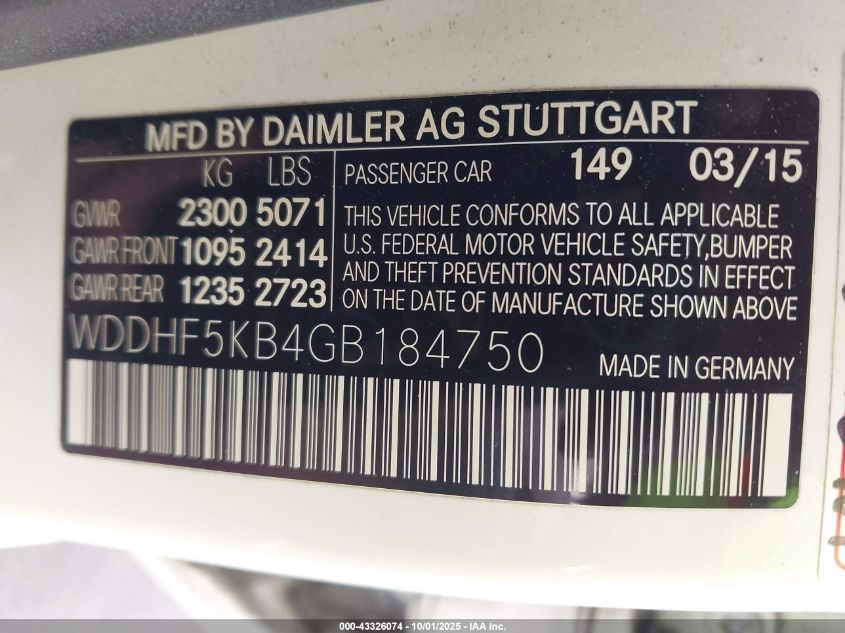 MFD BY DAIMLER AG STUTTGART
KG LBS
GVWR 2300 5071
GAWR FRONT 1095 2414
GAWR REAR 1235 2723
PASSENGER CAR 149 03/15
THIS VEHICLE CONFORMS TO ALL APPLICABLE
U.S. FEDERAL MOTOR VEHICLE SAFETY,BUMPER
AND THEFT PREVENTION STANDARDS IN EFFECT
ON THE DATE OF MANUFACTURE SHOWN ABOVE
WDDHF5KB4GB184750
MADE IN GERMANY
000-43326074 - 10/01/2025 - IAA Inc.